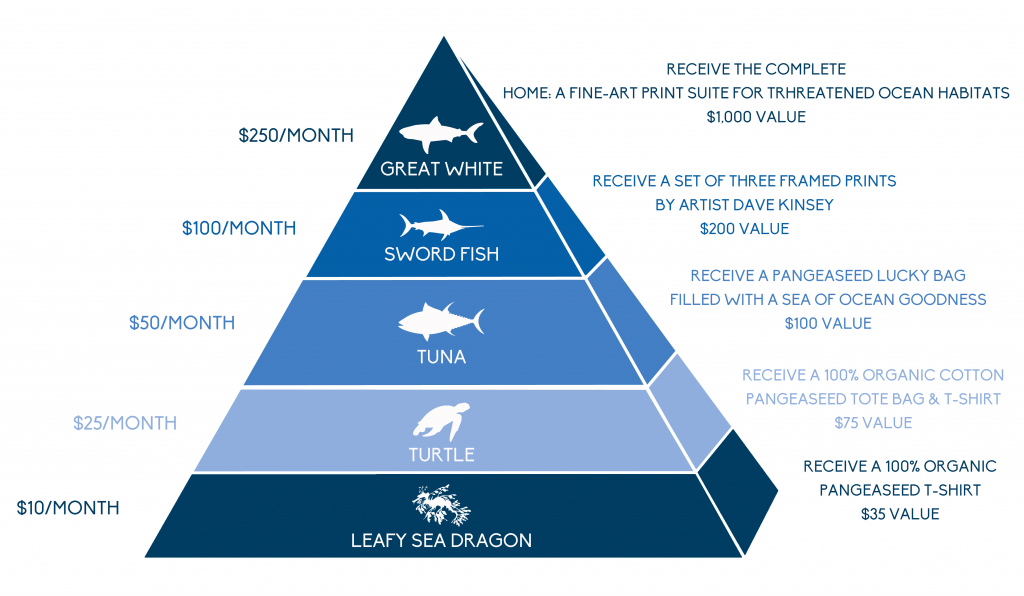 RECEIVE THE COMPLETE
HOME: A FINE-ART PRINT SUITE FOR TRHREATENED OCEAN HABITATS
$1,000 VALUE
$250/MONTH
GREAT WHITE
RECEIVE A SET OF THREE FRAMED PRINTS
BY ARTIST DAVE KINSEY
$200 VALUE
$100/MONTH
SWORD FISH
RECEIVE A PANGEASEED LUCKY BAG
FILLED WITH A SEA OF OCEAN GOODNESS
$100 VALUE
$50/MONTH
TUNA
RECEIVE A 100% ORGANIC COTTON
PANGEASEED TOTE BAG & T-SHIRT
$75 VALUE
$25/MONTH
TURTLE
RECEIVE A 100% ORGANIC
PANGEASEED T-SHIRT
$35 VALUE
$10/MONTH
LEAFY SEA DRAGON